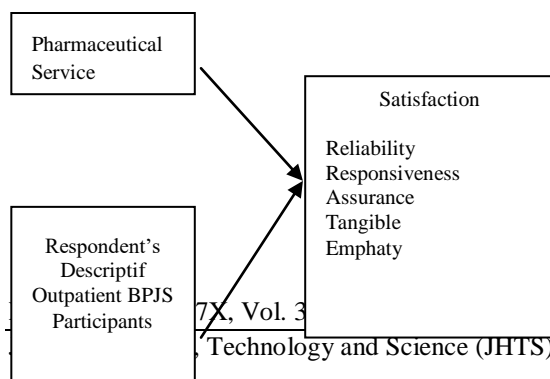 Pharmaceutical
Service
Satisfaction
Reliability
Responsiveness
Assurance
Tangible
Emphaty
Respondent's
Descriptif
Outpatient BPJS
Participants
7X, Vol. 3
, Technology and Science (JHTS)